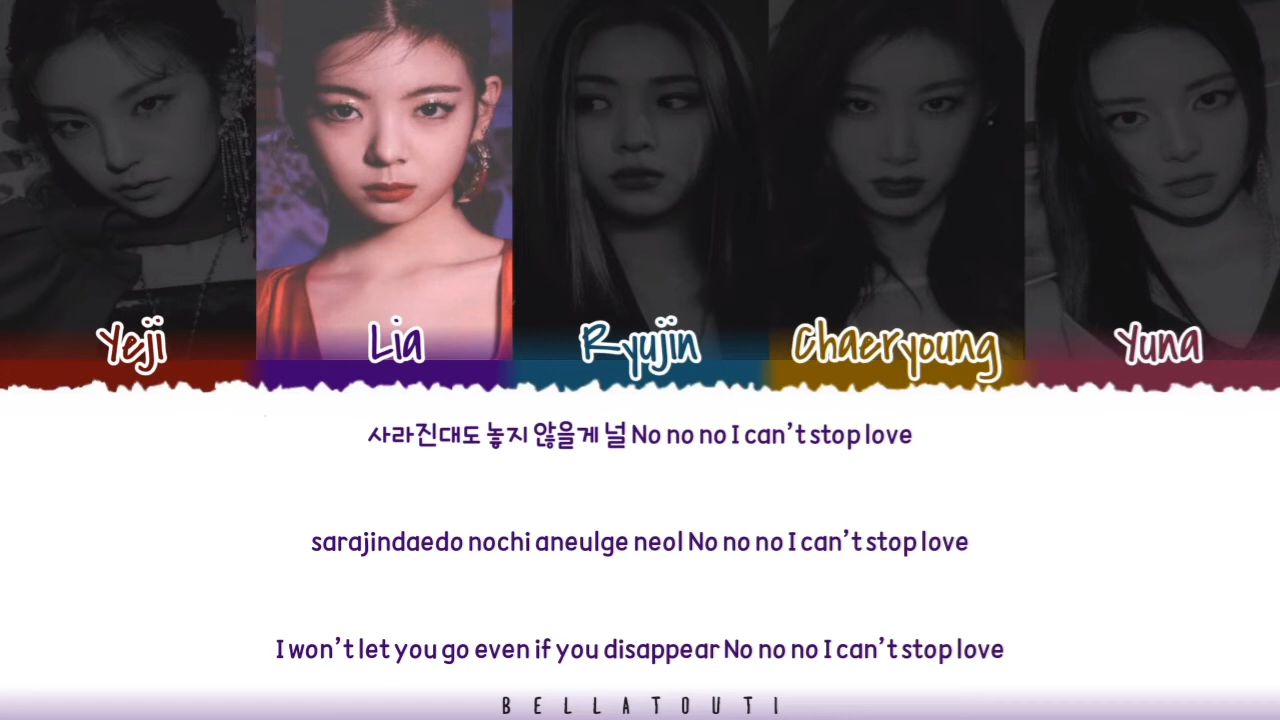 Yeji Lia Ryujin Chaeryoung Yuna
사라진대도 놓지 않을게 널 No no no I can’t stop love
sarajindaedo nochi aneulge neol No no no I can’t stop love
I won’t let you go even if you disappear No no no I can’t stop love
BELLATOUTI